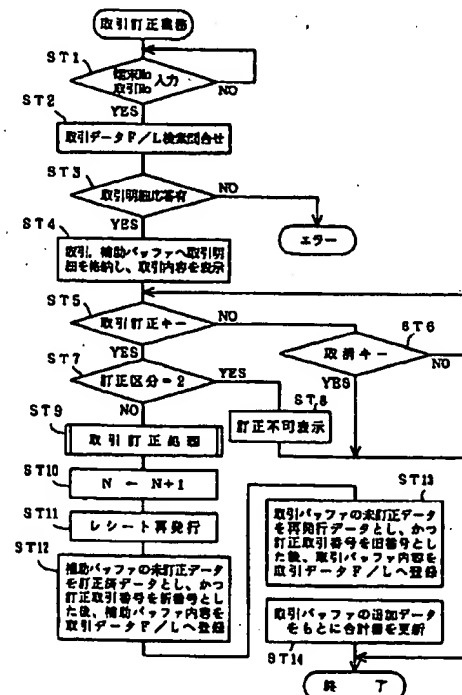 取引訂正業務
ST1
端末No
取引No
入力
NO
YES
ST2
取引データF/L検索問合せ
ST3
取引明細応答有
NO
YES
エラー
ST4
取引、補助バッファへ取引明
細を格納し、取引内容を表示
ST5
取引訂正キー
NO
YES
ST6
取消キー
NO
YES
ST7
訂正区分=2
YES
NO
ST8
訂正不可表示
ST9
取引訂正処理
ST10
N ← N+1
ST11
レシート再発行
ST12
補助バッファの未訂正データ
を訂正済データとし、かつ
訂正取引番号を新番号とし
た後、補助バッファ内容を
取引データF/Lへ登録
ST13
取引バッファの未訂正データ
を再発行データとし、かつ
訂正取引番号を旧番号とし
た後、取引バッファ内容を
取引データF/Lへ登録
取引バッファの追加データ
をもとに合計器を更新
ST14
終 了